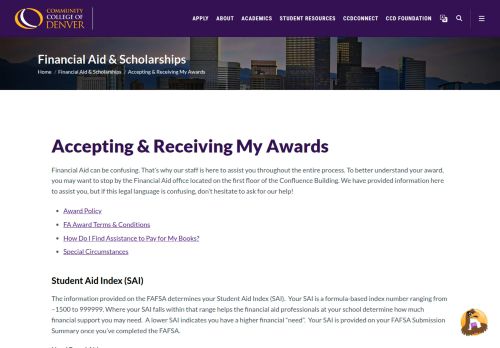 COMMUNITY
COLLEGE OF
DENVER
APPLY ABOUT ACADEMICS STUDENT RESOURCES CCDCONNECT CCD FOUNDATION
Financial Aid & Scholarships
Home / Financial Aid & Scholarships / Accepting & Receiving My Awards
Accepting & Receiving My Awards
Financial Aid can be confusing. That's why our staff is here to assist you throughout the entire process. To better understand your award,
you may want to stop by the Financial Aid office located on the first floor of the Confluence Building. We have provided information here
to assist you, but if this legal language is confusing, don't hesitate to ask for our help!
Award Policy
FA Award Terms & Conditions
How Do I Find Assistance to Pay for My Books?
Special Circumstances
Student Aid Index (SAI)
The information provided on the FAFSA determines your Student Aid Index (SAI). Your SAI is a formula-based index number ranging from
–1500 to 999999. Where your SAI falls within that range helps the financial aid professionals at your school determine how much
financial support you may need. A lower SAI indicates you have a higher financial "need". Your SAI is provided on your FAFSA Submission
Summary once you've completed the FAFSA.